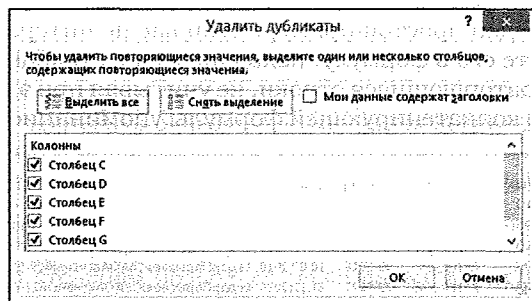 Удалить дубликаты
?
Чтобы удалить повторяющиеся значения, выделите один или несколько столбцов,
содержащих повторяющиеся значения.
Выделить все
Снять выделение
Мои данные содержат заголовки
Колонны
Столбец C
Столбец D
Столбец E
Столбец F
Столбец G
ОК
Отмена